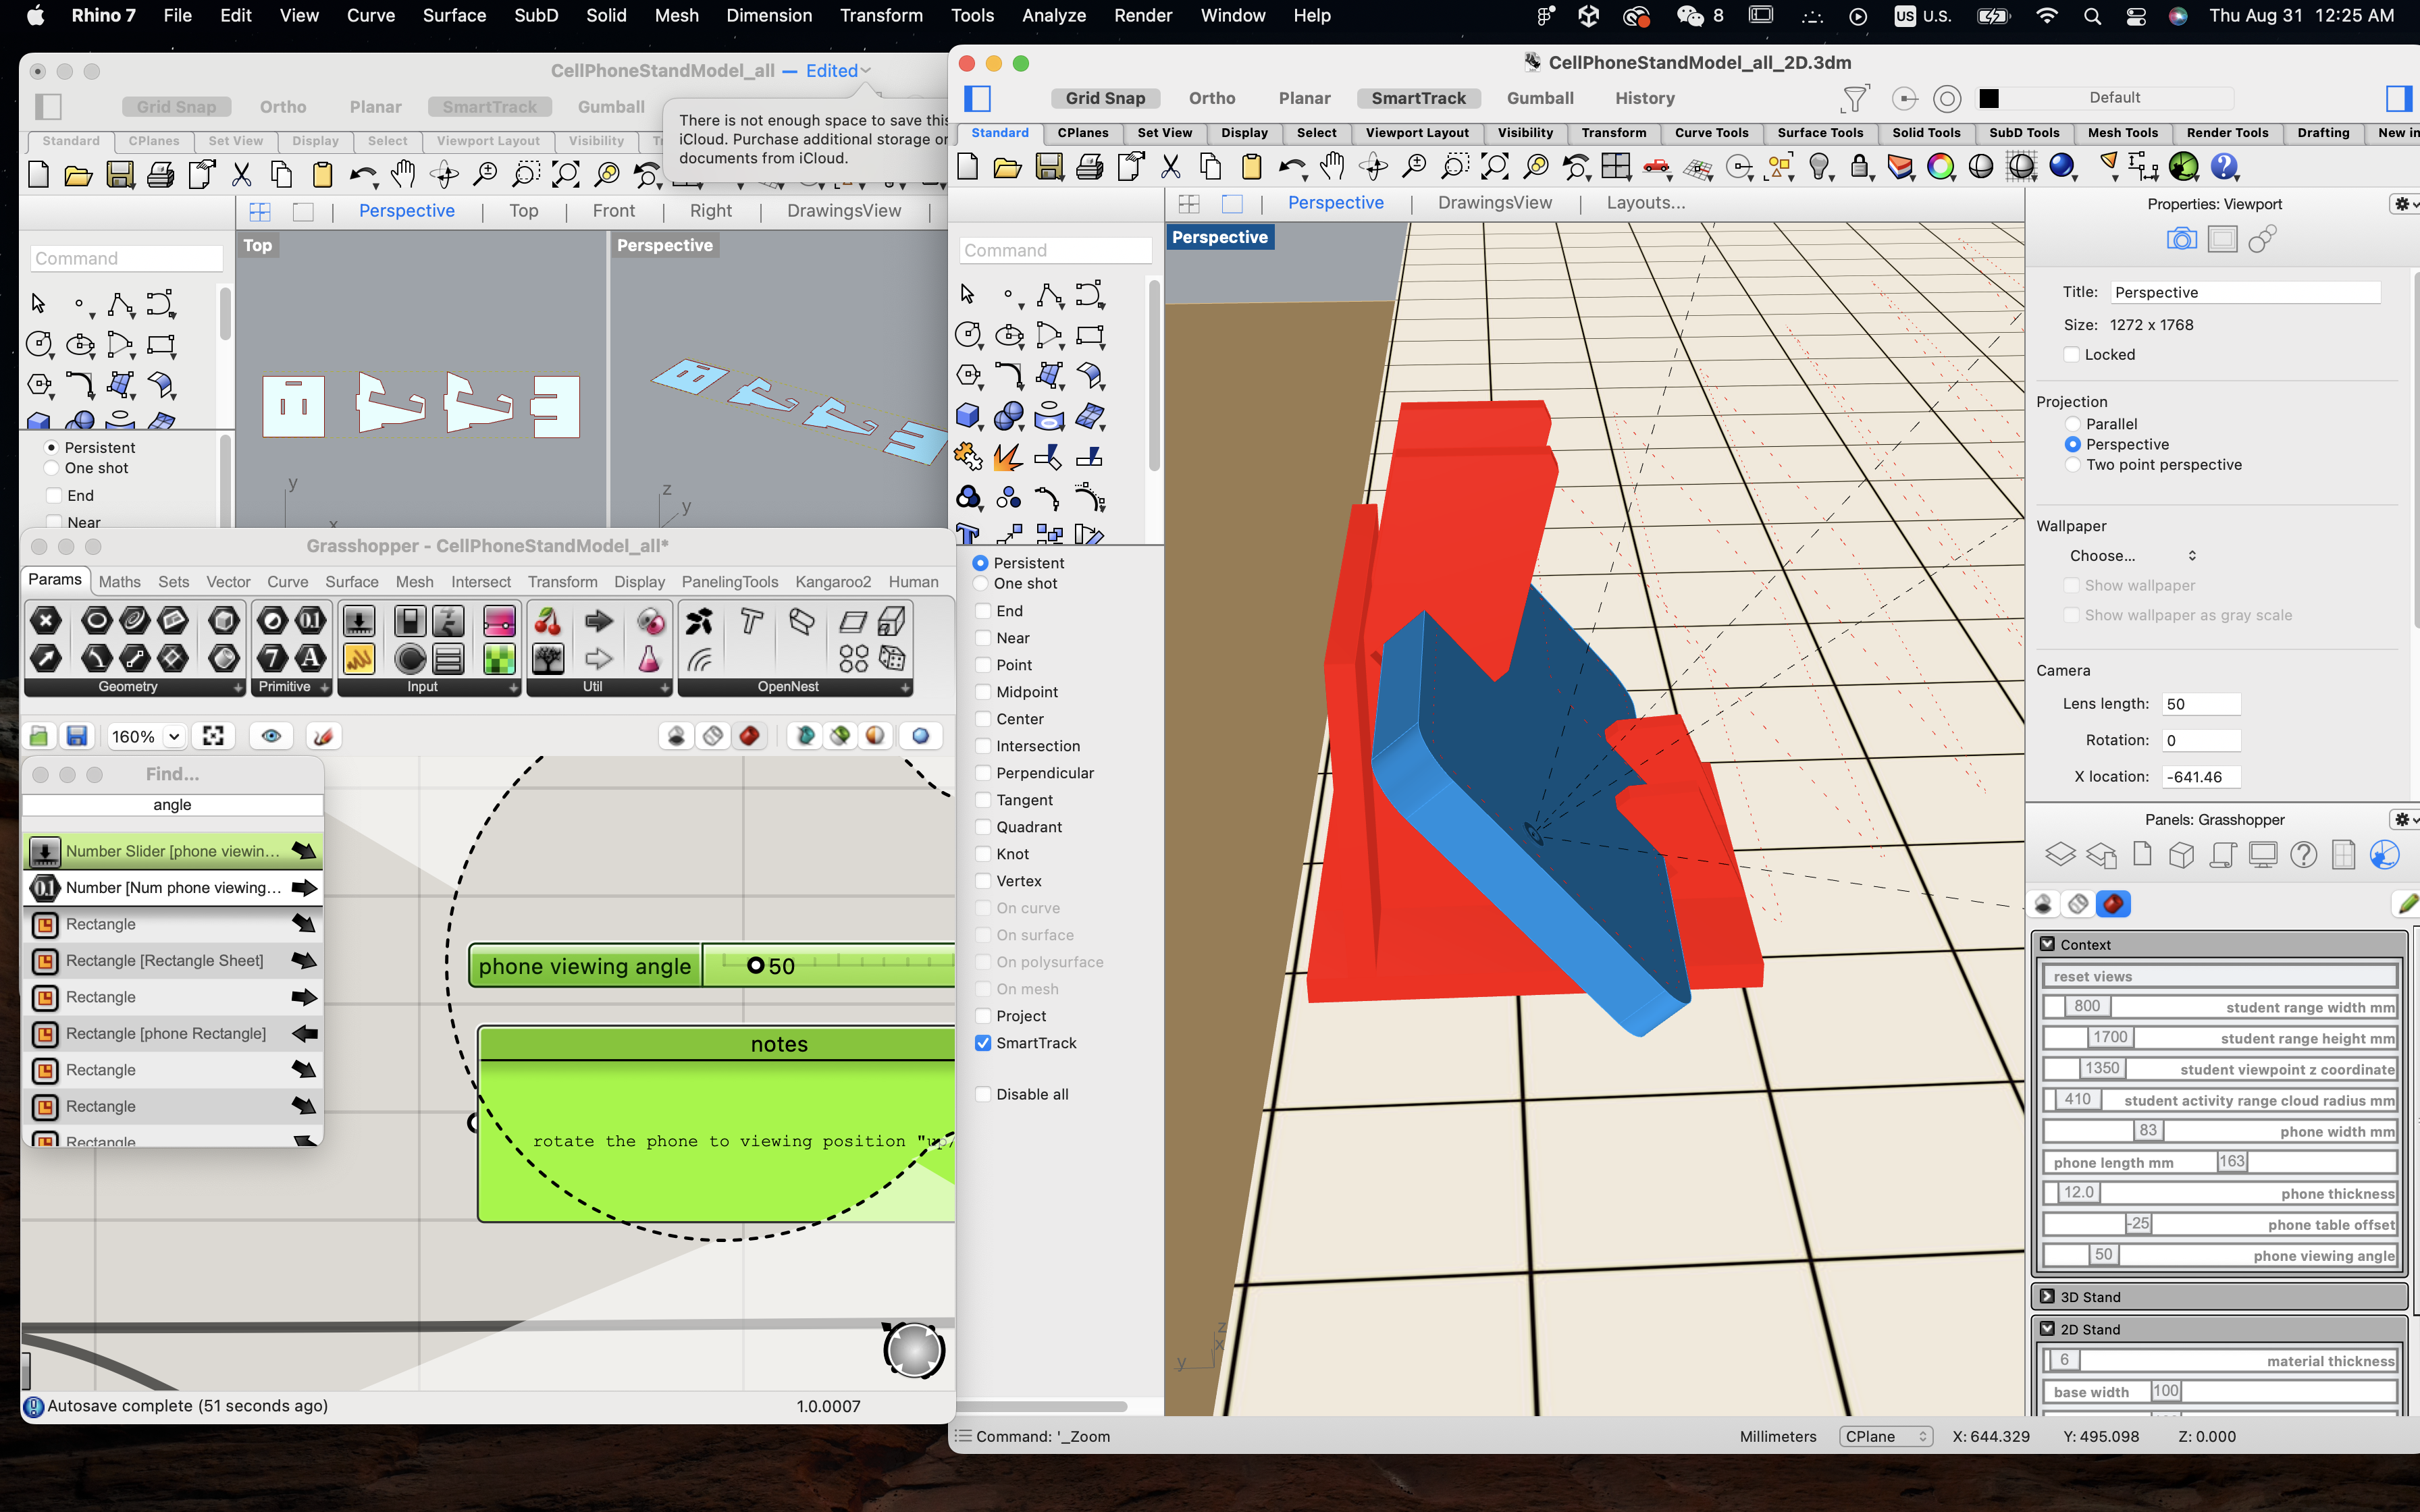 Rhino 7 File Edit View Curve Surface SubD Solid Mesh Dimension Transform Tools Analyze Render Window Help 8 US U.S. Thu Aug 31 12:25 AM
CellPhoneStandModel_all — Edited
Grid Snap Ortho Planar SmartTrack Gumball
There is not enough space to save this
iCloud. Purchase additional storage or
documents from iCloud.
Standard CPlanes Set View Display Select Viewport Layout Visibility
Perspective Top Front Right DrawingsView
Command
Top
Perspective
y
x
z
y
Persistent
One shot
End
Near
Grasshopper - CellPhoneStandModel_all*
Params Maths Sets Vector Curve Surface Mesh Intersect Transform Display PanelingTools Kangaroo2 Human
Geometry Primitive Input Util OpenNest
160%
Find...
angle
Number Slider [phone viewin...
Number [Num phone viewing...
Rectangle
Rectangle [Rectangle Sheet]
Rectangle
Rectangle [phone Rectangle]
Rectangle
Rectangle
Rectangle
phone viewing angle 50
notes
rotate the phone to viewing position "up/
Autosave complete (51 seconds ago)
1.0.0007
CellPhoneStandModel_all_2D.3dm
Grid Snap Ortho Planar SmartTrack Gumball History Default
Standard CPlanes Set View Display Select Viewport Layout Visibility Transform Curve Tools Surface Tools Solid Tools SubD Tools Mesh Tools Render Tools Drafting New in
Perspective DrawingsView Layouts...
Command
Perspective
Persistent
One shot
End
Near
Point
Midpoint
Center
Intersection
Perpendicular
Tangent
Quadrant
Knot
Vertex
On curve
On surface
On polysurface
On mesh
Project
SmartTrack
Disable all
z
x
y
Command: '_Zoom
Millimeters CPlane X: 644.329 Y: 495.098 Z: 0.000
Properties: Viewport
Title: Perspective
Size: 1272 x 1768
Locked
Projection
Parallel
Perspective
Two point perspective
Wallpaper
Choose...
Show wallpaper
Show wallpaper as gray scale
Camera
Lens length: 50
Rotation: 0
X location: -641.46
Panels: Grasshopper
Context
reset views
800 student range width mm
1700 student range height mm
1350 student viewpoint z coordinate
410 student activity range cloud radius mm
83 phone width mm
phone length mm 163
12.0 phone thickness
-25 phone table offset
50 phone viewing angle
3D Stand
2D Stand
6 material thickness
base width 100